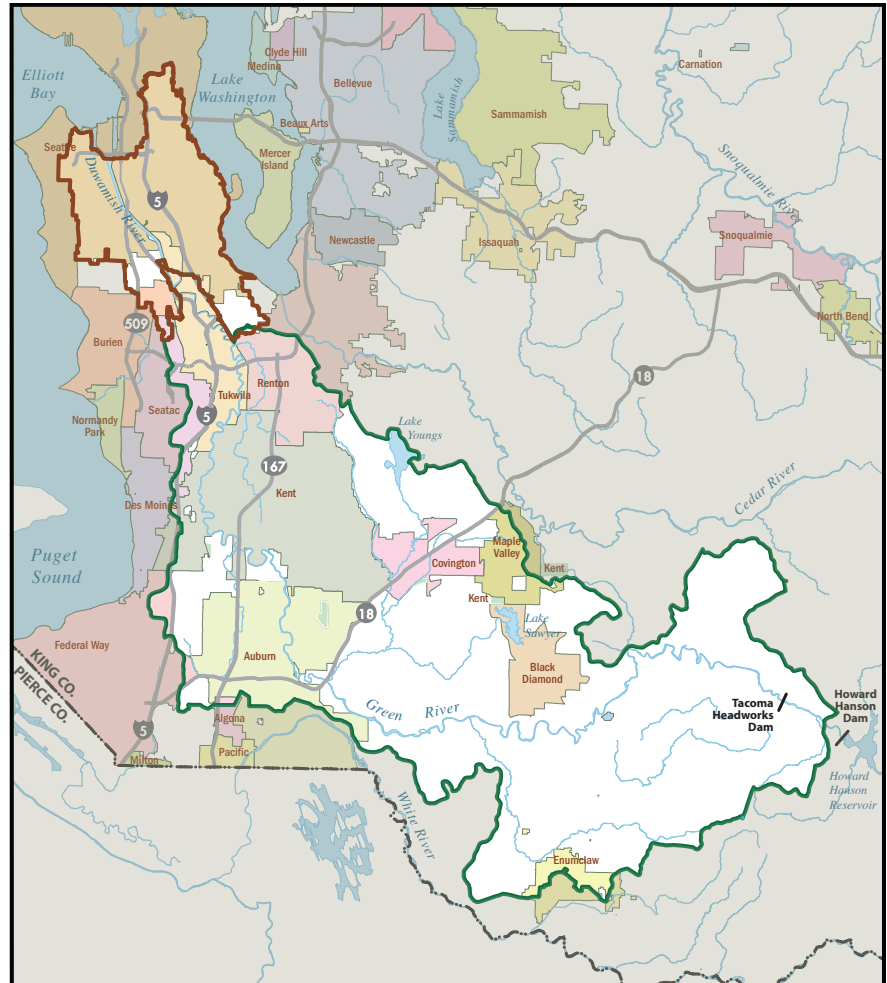 Clyde Hill
Medina
Carnation
Elliott
Bay
Lake
Washington
Bellevue
Lake
Sammamish
Sammamish
Beaux Arts
Seattle
Mercer
Island
Snoqualmie River
Duwamish River
5
Snoqualmie
Newcastle
Issaquah
North Bend
509
Burien
18
Renton
Tukwila
Seatac
5
Normandy
Park
Lake
Youngs
167
Kent
Cedar River
Des Moines
Maple
Valley
Puget
Sound
Covington
Kent
Kent
18
Lake
Sawyer
Federal Way
KING CO.
PIERCE CO.
Auburn
Black
Diamond
Green River
Tacoma
Headworks
Dam
Howard
Hanson
Dam
Algona
5
Pacific
Milton
Howard
Hanson
Reservoir
White River
Enumclaw